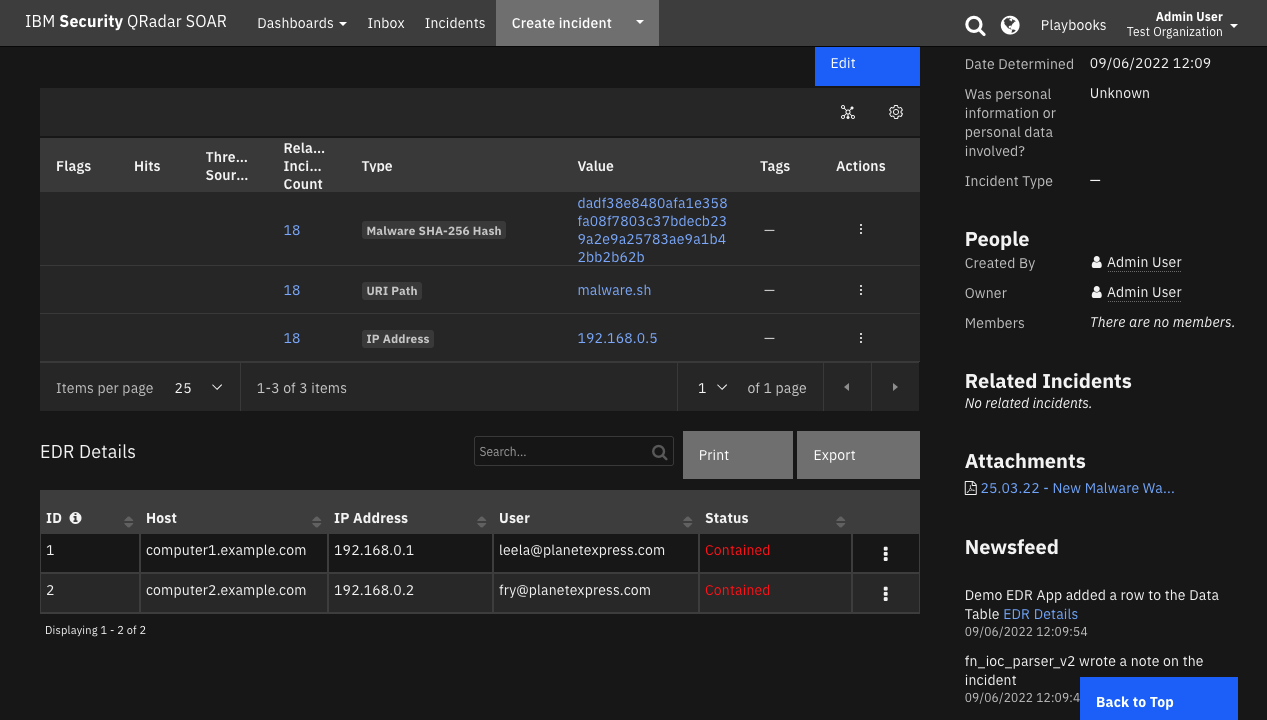 IBM Security QRadar SOAR
Dashboards
Inbox
Incidents
Create incident
Playbooks
Admin User
Test Organization
Edit
Flags
Hits
Thre...
Sour...
Rela...
Inci...
Count
Type
Value
Tags
Actions
18
Malware SHA-256 Hash
dadf38e8480afa1e358
fa08f7803c37bdecb23
9a2e9a25783ae9a1b4
2bb2b62b
—
18
URI Path
malware.sh
—
18
IP Address
192.168.0.5
—
Items per page 25
1-3 of 3 items
1
of 1 page
EDR Details
Search...
Print
Export
ID
Host
IP Address
User
Status
1
computer1.example.com
192.168.0.1
leela@planetexpress.com
Contained
2
computer2.example.com
192.168.0.2
fry@planetexpress.com
Contained
Displaying 1 - 2 of 2
Date Determined
09/06/2022 12:09
Was personal
information or
personal data
involved?
Unknown
Incident Type
—
People
Created By
Admin User
Owner
Admin User
Members
There are no members.
Related Incidents
No related incidents.
Attachments
25.03.22 - New Malware Wa...
Newsfeed
Demo EDR App added a row to the Data
Table EDR Details
09/06/2022 12:09:54
fn_ioc_parser_v2 wrote a note on the
incident
09/06/2022 12:09:4
Back to Top